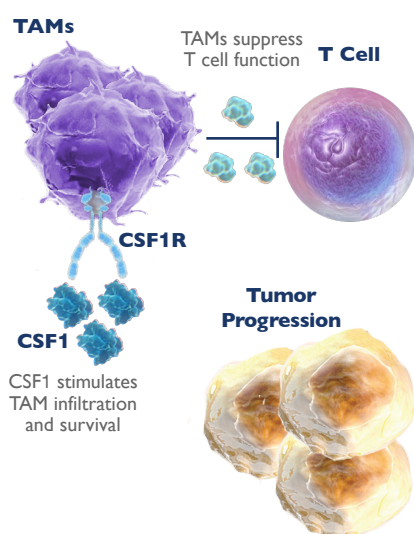 TAMs
TAMs suppress
T cell function
T Cell
CSF1R
CSF1
CSF1 stimulates
TAM infiltration
and survival
Tumor
Progression